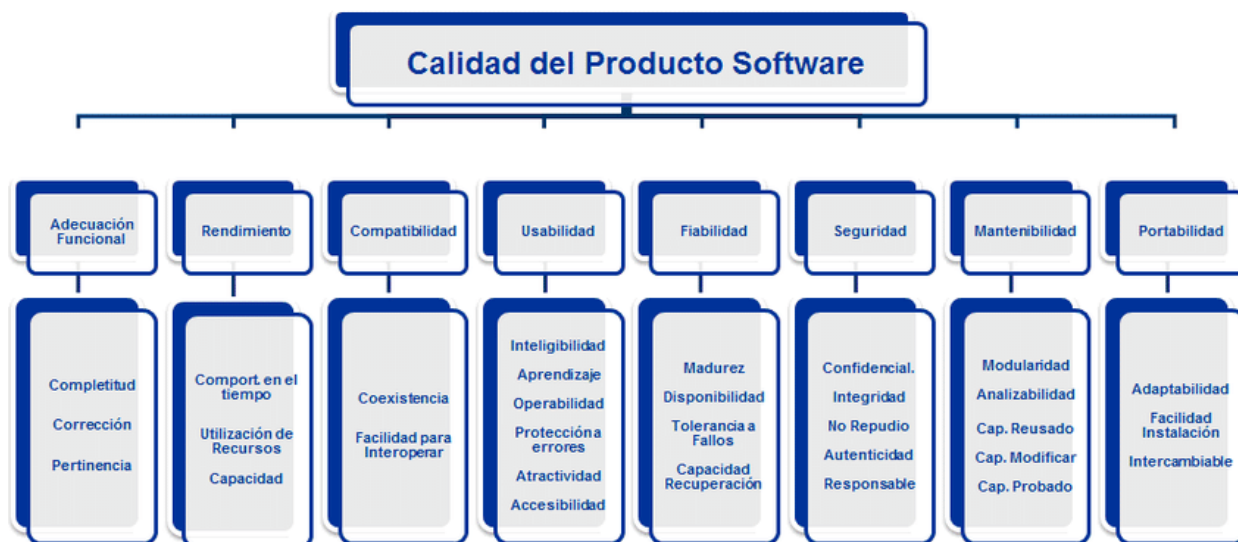 Calidad del Producto Software
Adecuación
Funcional
Rendimiento
Compatibilidad
Usabilidad
Fiabilidad
Seguridad
Mantenibilidad
Portabilidad
Completitud
Corrección
Pertinencia
Comport. en el
tiempo
Utilización de
Recursos
Capacidad
Coexistencia
Facilidad para
Interoperar
Inteligibilidad
Aprendizaje
Operabilidad
Protección a
errores
Atractividad
Accesibilidad
Madurez
Disponibilidad
Tolerancia a
Fallos
Capacidad
Recuperación
Confidencial.
Integridad
No Repudio
Autenticidad
Responsable
Modularidad
Analizabilidad
Cap. Reusado
Cap. Modificar
Cap. Probado
Adaptabilidad
Facilidad
Instalación
Intercambiable